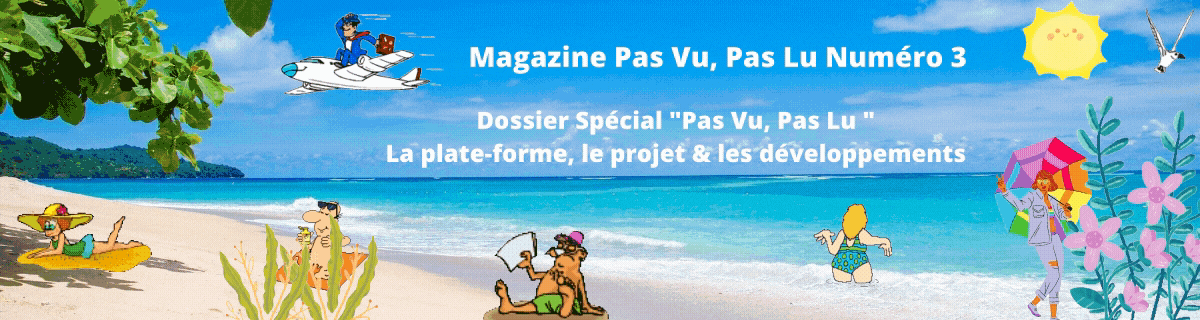 Magazine Pas Vu, Pas Lu Numéro 3
Dossier Spécial "Pas Vu, Pas Lu "
La plate-forme, le projet & les développements